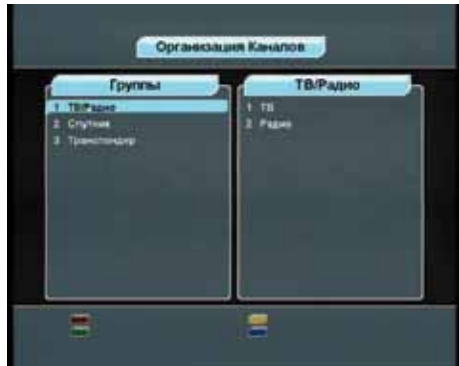 Организация Каналов
Группы
1 ТВ/Радио
2 Спутник
3 Транспондер
ТВ/Радио
1 ТВ
2 Радио